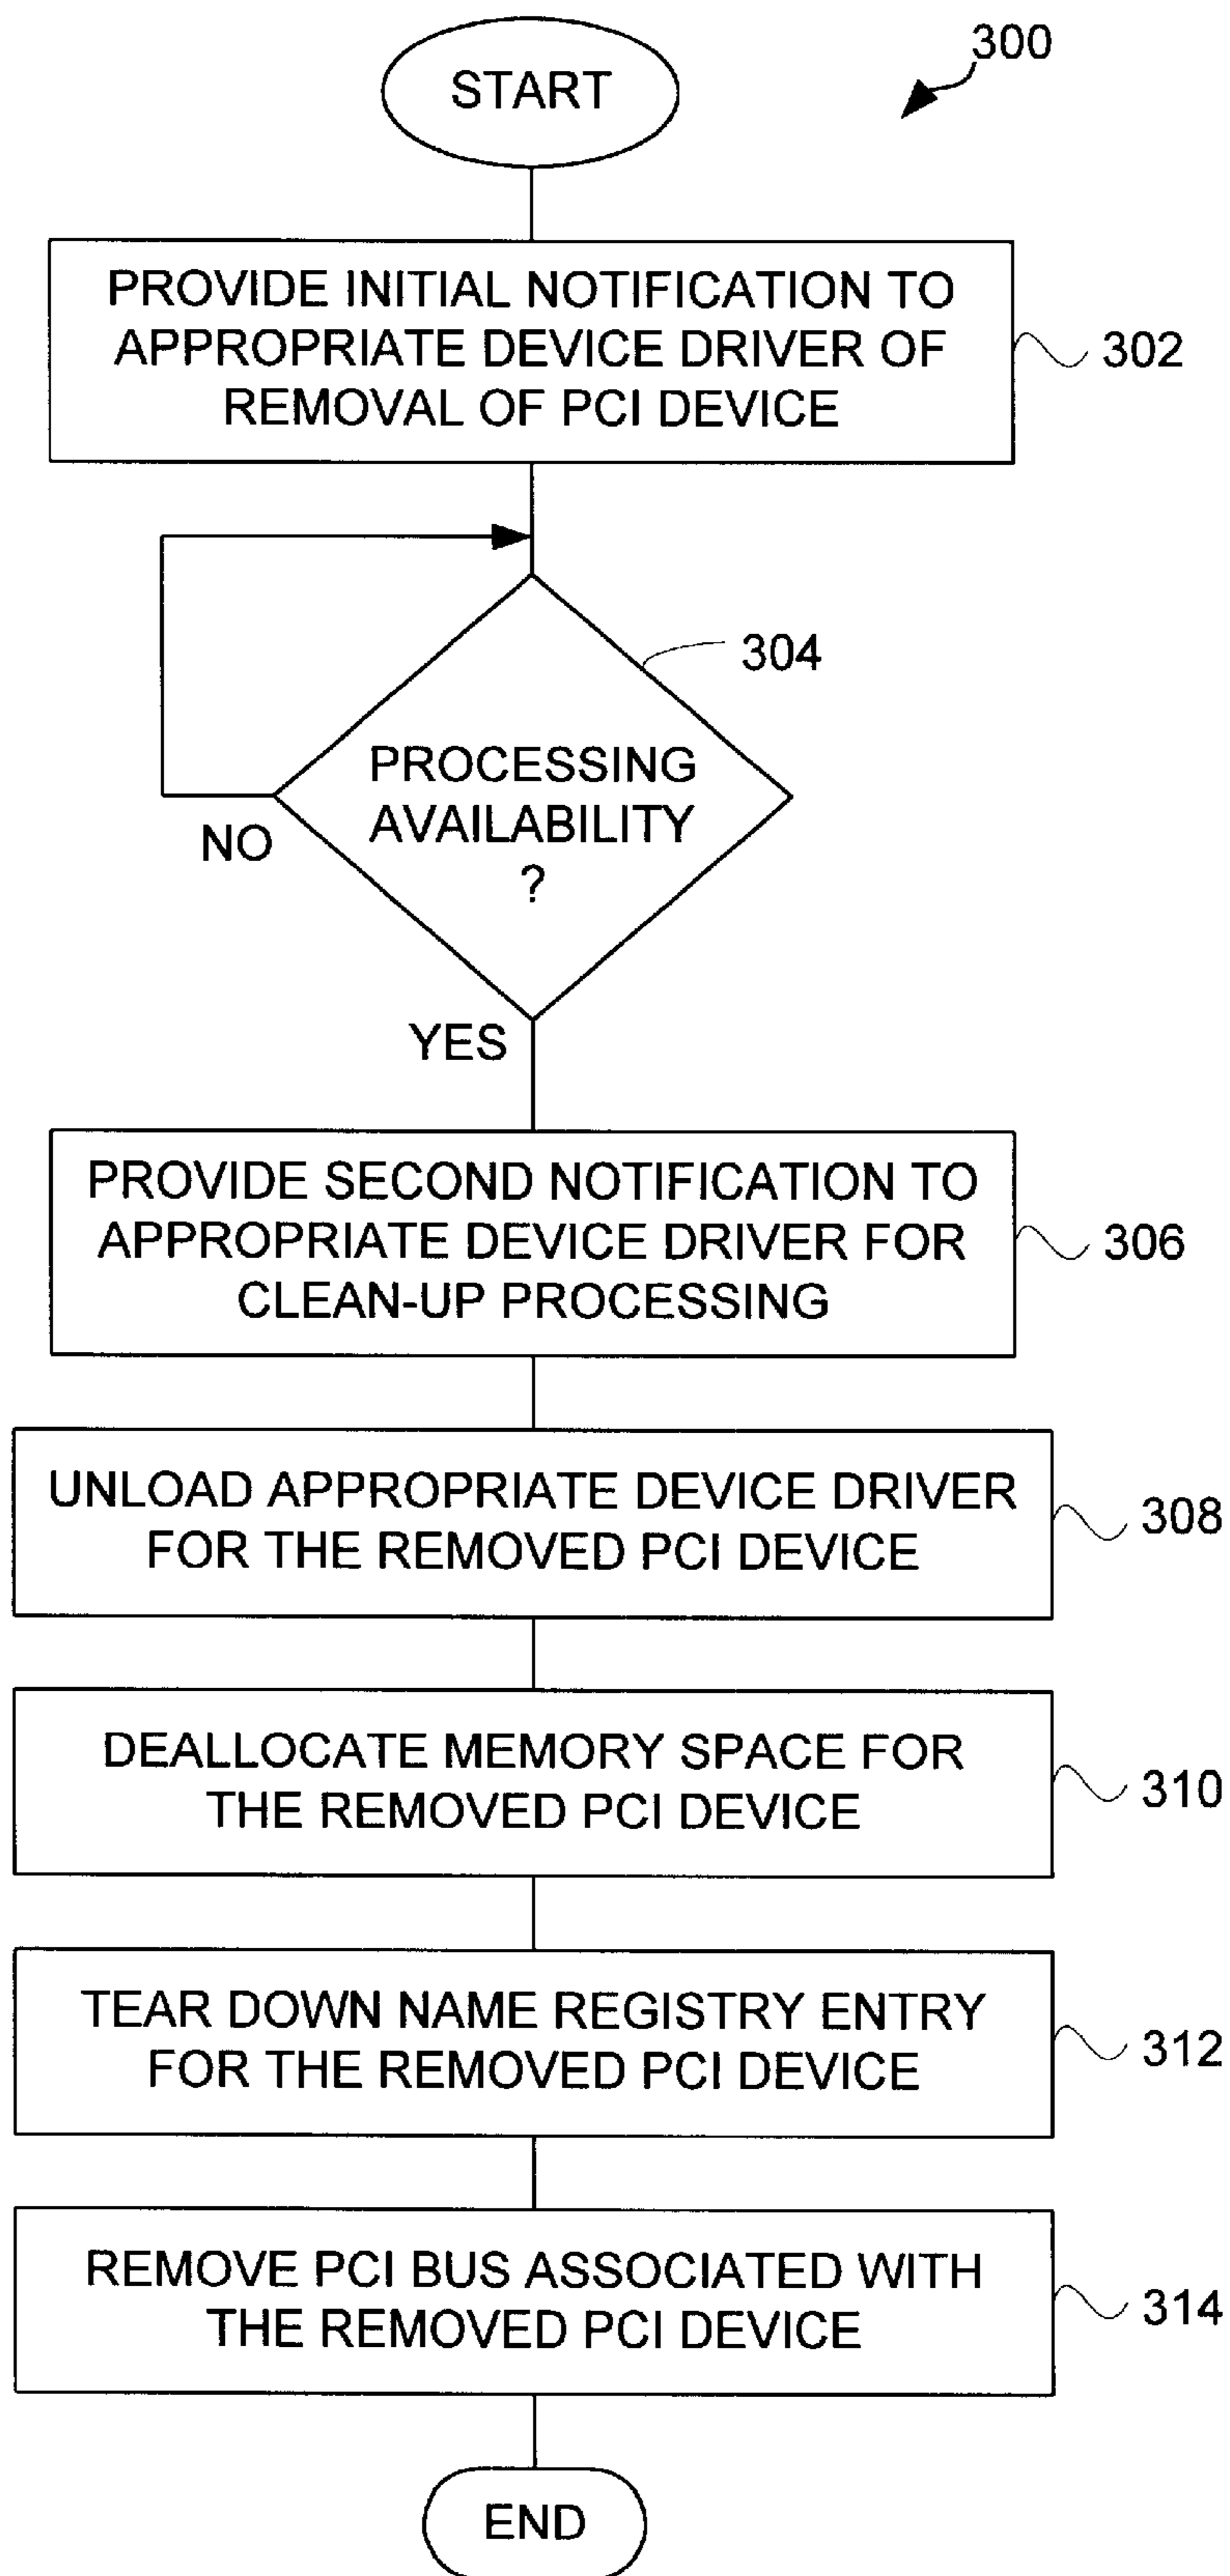 300
START
PROVIDE INITIAL NOTIFICATION TO
APPROPRIATE DEVICE DRIVER OF
REMOVAL OF PCI DEVICE
302
304
PROCESSING
AVAILABILITY
?
NO
YES
PROVIDE SECOND NOTIFICATION TO
APPROPRIATE DEVICE DRIVER FOR
CLEAN-UP PROCESSING
306
UNLOAD APPROPRIATE DEVICE DRIVER
FOR THE REMOVED PCI DEVICE
308
DEALLOCATE MEMORY SPACE FOR
THE REMOVED PCI DEVICE
310
TEAR DOWN NAME REGISTRY ENTRY
FOR THE REMOVED PCI DEVICE
312
REMOVE PCI BUS ASSOCIATED WITH
THE REMOVED PCI DEVICE
314
END